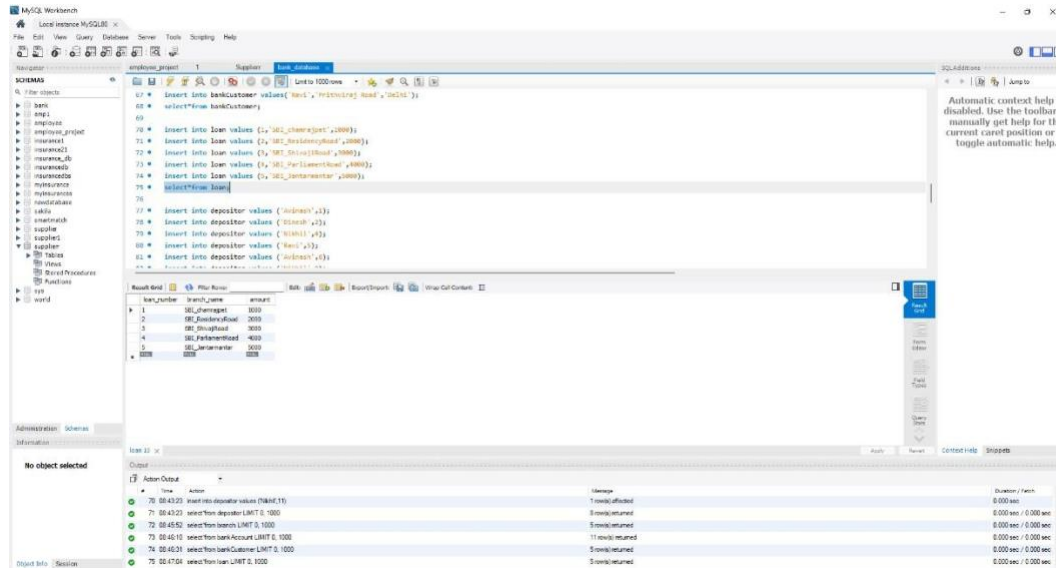 MySQL Workbench
Local instance MySQL80
File Edit View Query Database Server Tools Scripting Help
Navigator
SCHEMAS
Filter objects
bank
emp1
employee
employee_project
insurance1
insurance21
insurance_db
insurancedb
insurancedbs
myinsurance
myinsurances
newdatabase
sakila
smartmatch
supplier
supplier1
supplierr
Tables
Views
Stored Procedures
Functions
sys
world
Administration Schemas
Information
No object selected
Object Info Session
employee_project 1 Supplierr bank_database
Limit to 1000 rows
67 insert into bankCustomer values('Ravi','Prithviraj Road','Delhi');
68 select*from bankCustomer;
69
70 insert into loan values (1,'SBI_chamrajpet',1000);
71 insert into loan values (2,'SBI_ResidencyRoad',2000);
72 insert into loan values (3,'SBI_ShivajiRoad',3000);
73 insert into loan values (4,'SBI_ParliamentRoad',4000);
74 insert into loan values (5,'SBI_Jantarmantar',5000);
75 select*from loan;
76
77 insert into depositor values ('Avinash',1);
78 insert into depositor values ('Dinesh',2);
79 insert into depositor values ('Nikhil',4);
80 insert into depositor values ('Ravi',5);
81 insert into depositor values ('Avinash',8);
Result Grid Filter Rows: Edit: Export/Import: Wrap Cell Content:
loan_number branch_name amount
1 SBI_chamrajpet 1000
2 SBI_ResidencyRoad 2000
3 SBI_ShivajiRoad 3000
4 SBI_ParliamentRoad 4000
5 SBI_Jantarmantar 5000
NULL NULL NULL
Result Grid
Form Editor
Field Types
Query Stats
Apply Revert
Output
Action Output
# Time Action Message Duration / Fetch
70 08:43:23 insert into depositor values ('Nikhil',11) 1 row(s) affected 0.000 sec
71 08:43:23 select*from depositor LIMIT 0, 1000 8 row(s) returned 0.000 sec / 0.000 sec
72 08:45:52 select*from branch LIMIT 0, 1000 5 row(s) returned 0.000 sec / 0.000 sec
73 08:46:10 select*from bankAccount LIMIT 0, 1000 11 row(s) returned 0.000 sec / 0.000 sec
74 08:46:31 select*from bankCustomer LIMIT 0, 1000 5 row(s) returned 0.000 sec / 0.000 sec
75 08:47:04 select*from loan LIMIT 0, 1000 5 row(s) returned 0.000 sec / 0.000 sec
SQLAdditions
Jump to
Automatic context help
disabled. Use the toolbar
manually get help for th
current caret position or
toggle automatic help.
Context Help Snippets